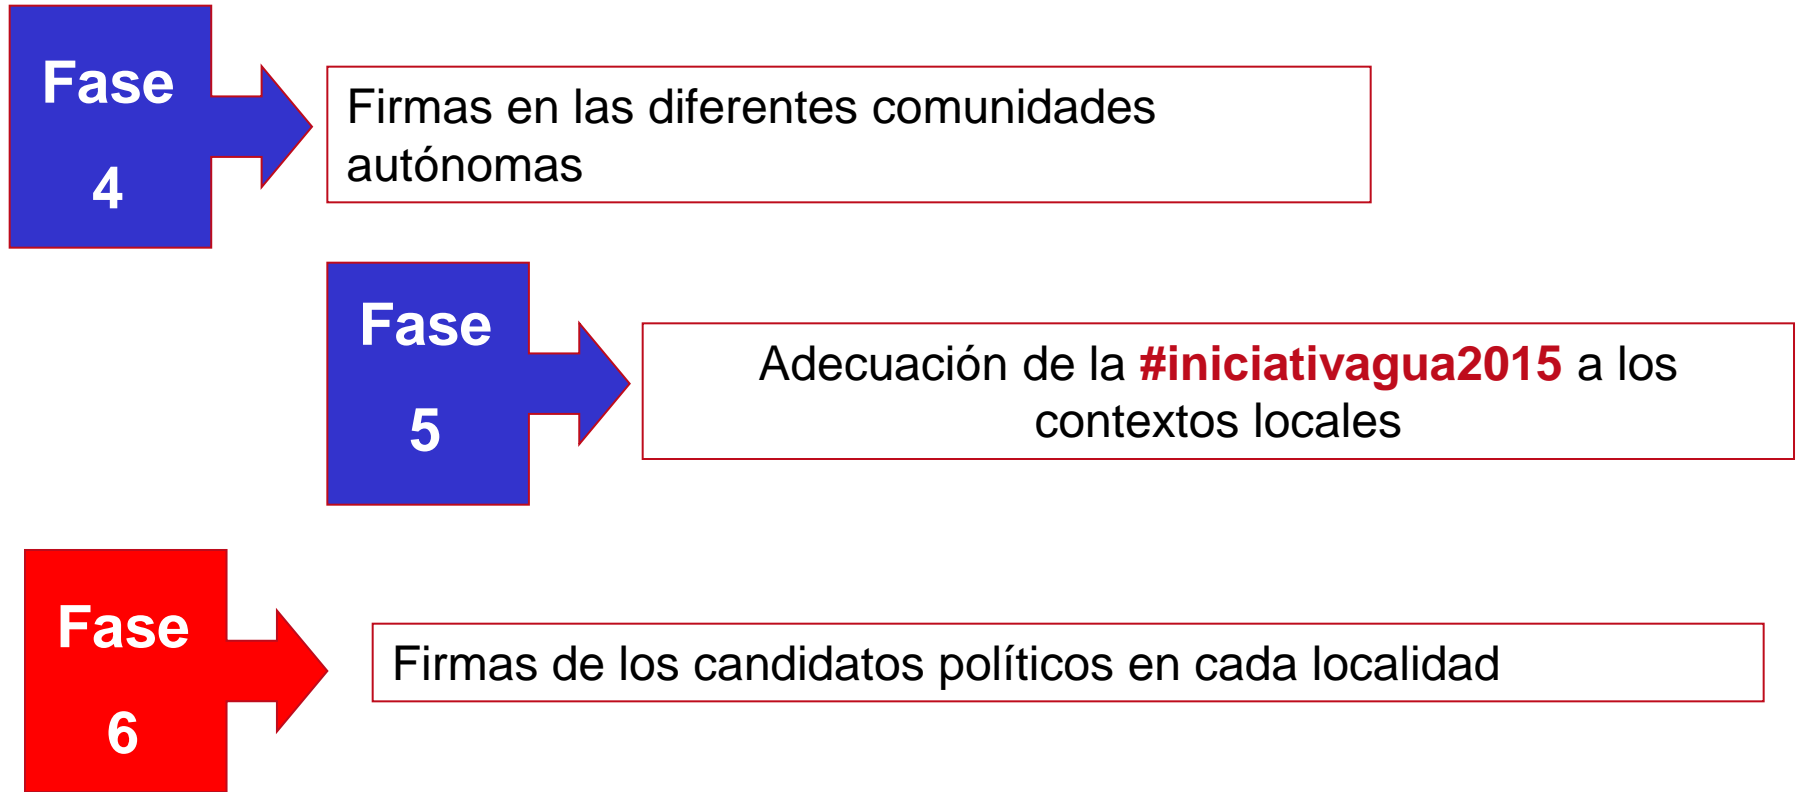 Fase
4
Firmas en las diferentes comunidades
autónomas
Fase
5
Adecuación de la #iniciativagua2015 a los
contextos locales
Fase
6
Firmas de los candidatos políticos en cada localidad